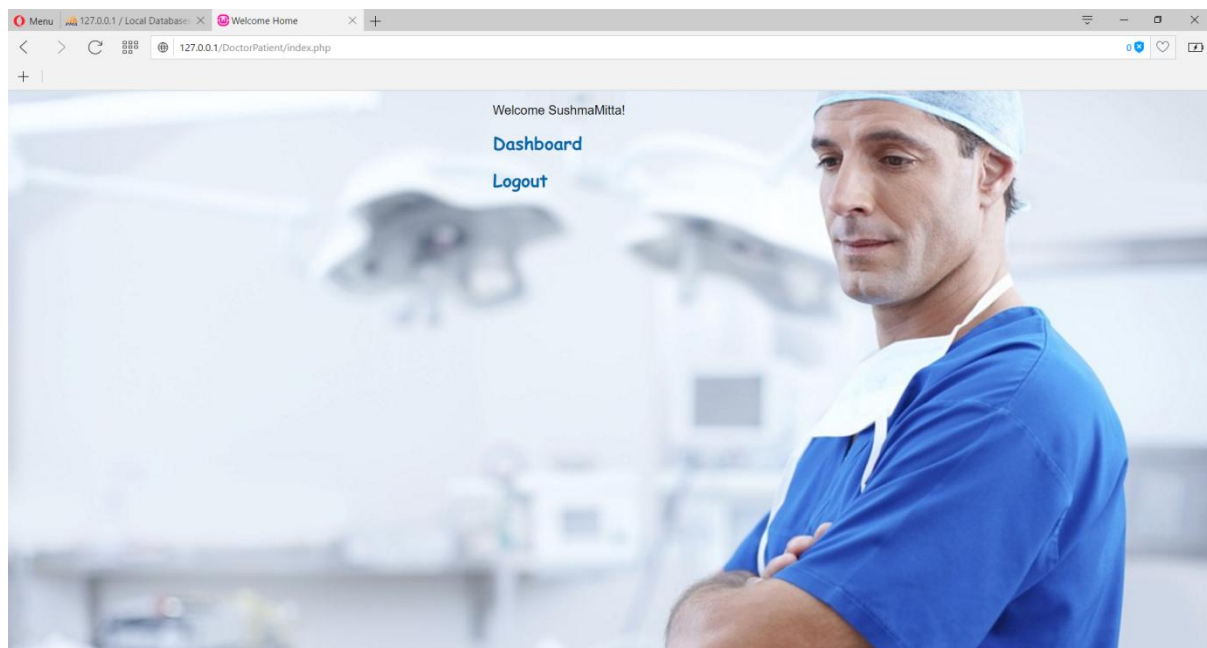 Menu
127.0.0.1 / Local Databases
Welcome Home
127.0.0.1/DoctorPatient/index.php
0
Welcome SushmaMitta!
Dashboard
Logout